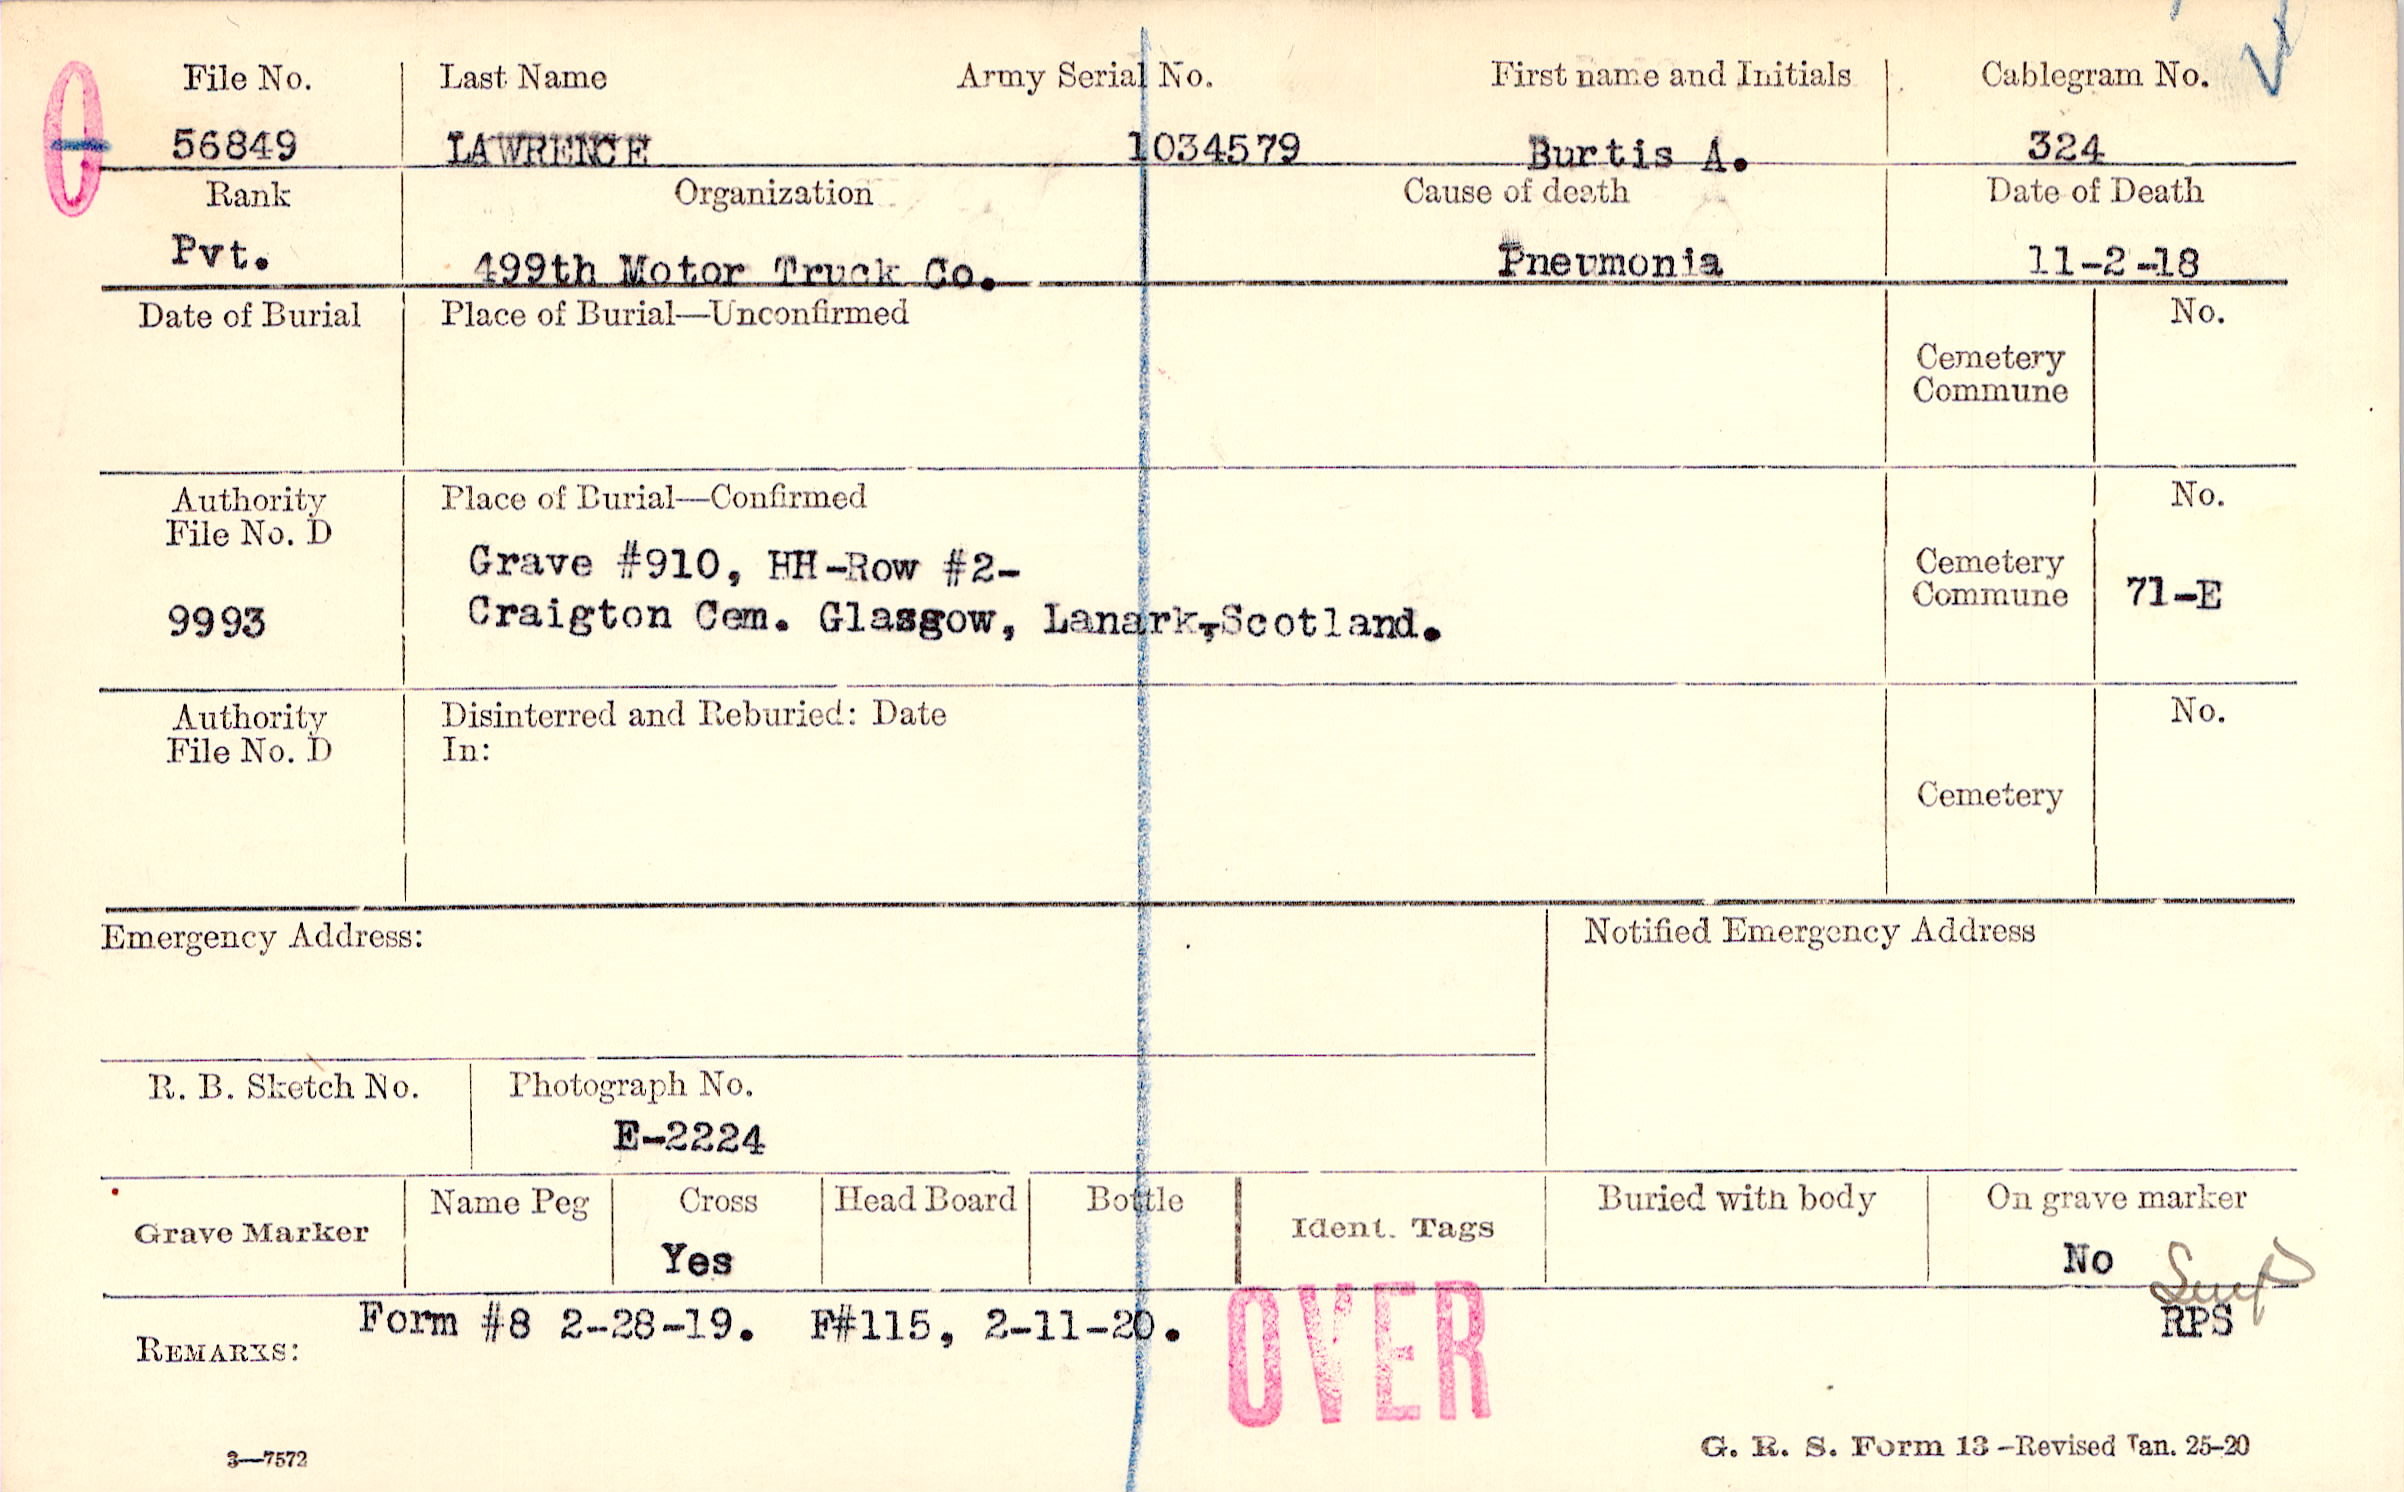 File No. Last Name Army Serial No. First name and Initials Cablegram No.
0 56849 LAWRENCE 1034579 Burtis A. 324
Rank Organization Cause of death Date of Death
Pvt. 499th Motor Truck Co. Pneumonia 11-2-18
Date of Burial Place of Burial—Unconfirmed No.
Cemetery
Commune
Authority Place of Burial—Confirmed No.
File No. D
Grave #910, HH-Row #2- Cemetery
Commune 71-E
9993 Craigton Cem. Glasgow, Lanark, Scotland.
Authority Disinterred and Reburied: Date No.
File No. D In:
Cemetery
Emergency Address: Notified Emergency Address
R. B. Sketch No. Photograph No.
E-2224
Name Peg Cross Head Board Bottle Buried with body On grave marker
Grave Marker Ident. Tags
Yes No
Form #8 2-28-19. F#115, 2-11-20. OVER RPS
REMARKS:
3—7572 G. R. S. Form 13 -Revised Jan. 25-20